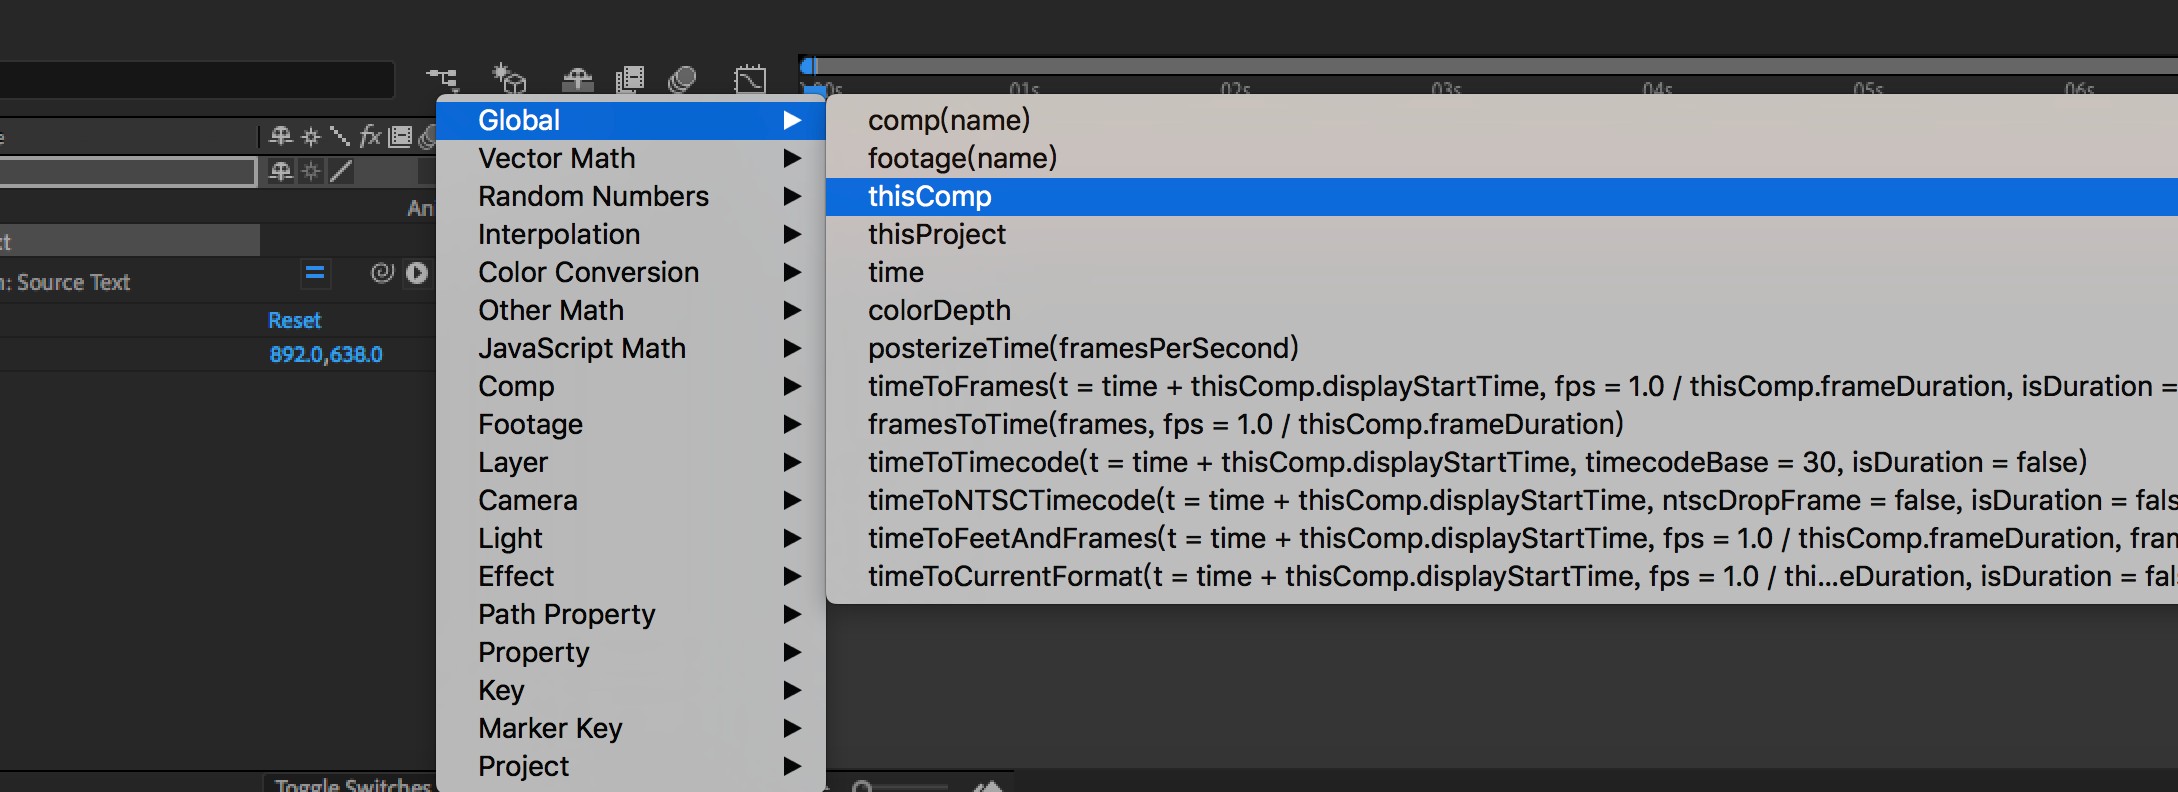 :00s 01s 02s 03s 04s 05s 06s
fx
An
ct
n: Source Text
Reset
892.0,638.0
Toggle Switches
Global
Vector Math
Random Numbers
Interpolation
Color Conversion
Other Math
JavaScript Math
Comp
Footage
Layer
Camera
Light
Effect
Path Property
Property
Key
Marker Key
Project
comp(name)
footage(name)
thisComp
thisProject
time
colorDepth
posterizeTime(framesPerSecond)
timeToFrames(t = time + thisComp.displayStartTime, fps = 1.0 / thisComp.frameDuration, isDuration =
framesToTime(frames, fps = 1.0 / thisComp.frameDuration)
timeToTimecode(t = time + thisComp.displayStartTime, timecodeBase = 30, isDuration = false)
timeToNTSCTimecode(t = time + thisComp.displayStartTime, ntscDropFrame = false, isDuration = fals
timeToFeetAndFrames(t = time + thisComp.displayStartTime, fps = 1.0 / thisComp.frameDuration, fram
timeToCurrentFormat(t = time + thisComp.displayStartTime, fps = 1.0 / thi...eDuration, isDuration = fal